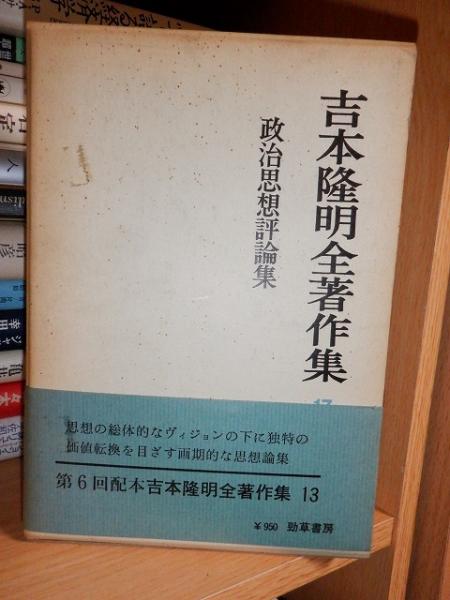 吉本隆明全著作集
政治思想評論集
13
思想の総体的なヴィジョンの下に独特の
価値転換を目ざす画期的な思想論集
第6回配本吉本隆明全著作集 13
¥950 勁草書房